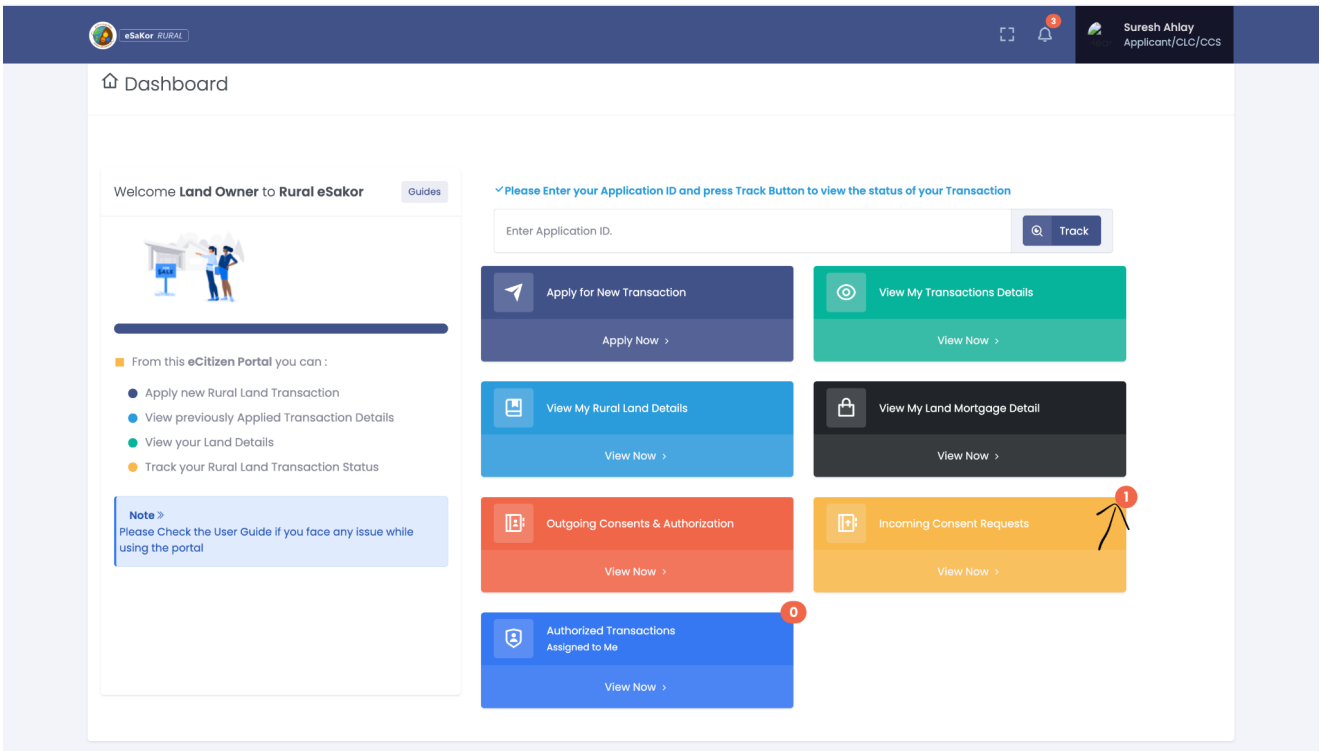 eSaKor RURAL
3
Suresh Ahlay
Applicant/CLC/CCS
Dashboard
Welcome Land Owner to Rural eSakor
Guides
Please Enter your Application ID and press Track Button to view the status of your Transaction
Enter Application ID.
Track
SALE
From this eCitizen Portal you can :
Apply new Rural Land Transaction
View previously Applied Transaction Details
View your Land Details
Track your Rural Land Transaction Status
Note »
Please Check the User Guide if you face any issue while
using the portal
Apply for New Transaction
Apply Now ›
View My Transactions Details
View Now ›
View My Rural Land Details
View Now ›
View My Land Mortgage Detail
View Now ›
Outgoing Consents & Authorization
View Now ›
1
Incoming Consent Requests
View Now ›
0
Authorized Transactions
Assigned to Me
View Now ›